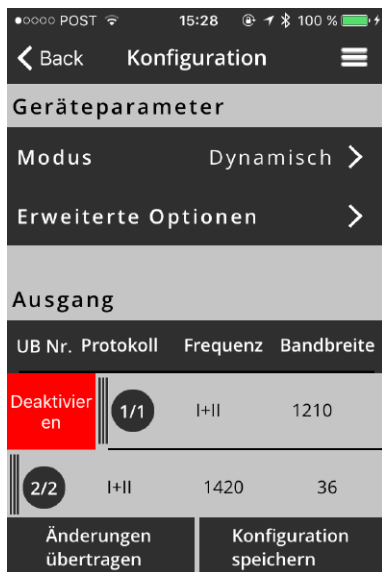 POST 15:28 100 %
Back Konfiguration
Geräteparameter
Modus Dynamisch
Erweiterte Optionen
Ausgang
UB Nr. Protokoll Frequenz Bandbreite
Deaktivier
en
1/1 I+II 1210
2/2 I+II 1420 36
Änderungen
übertragen
Konfiguration
speichern